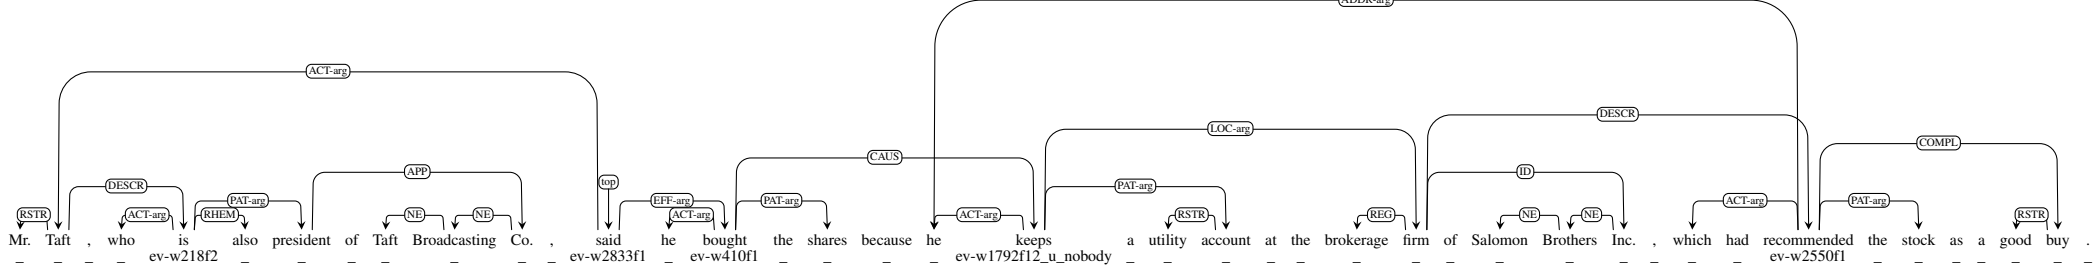 ADDR-arg
ACT-arg
DESCR
LOC-arg
COMPL
CAUS
APP ID
top
DESCR PAT-arg
PAT-arg EFF-arg PAT-arg ACT-arg PAT-arg
RSTR ACT-arg RHEM NE NE ACT-arg ACT-arg RSTR REG NE NE RSTR
Mr. Taft , who is also president of Taft Broadcasting Co. , said he bought the shares because he keeps a utility account at the brokerage firm of Salomon Brothers Inc. , which had recommended the stock as a good buy .
_ _ _ _ ev-w218f2 _ _ _ _ _ _ _ ev-w2833f1 _ ev-w410f1 _ _ _ _ ev-w1792f12_u_nobody _ _ _ _ _ _ _ _ _ _ _ _ _ _ ev-w2550f1 _ _ _ _ _ _ _